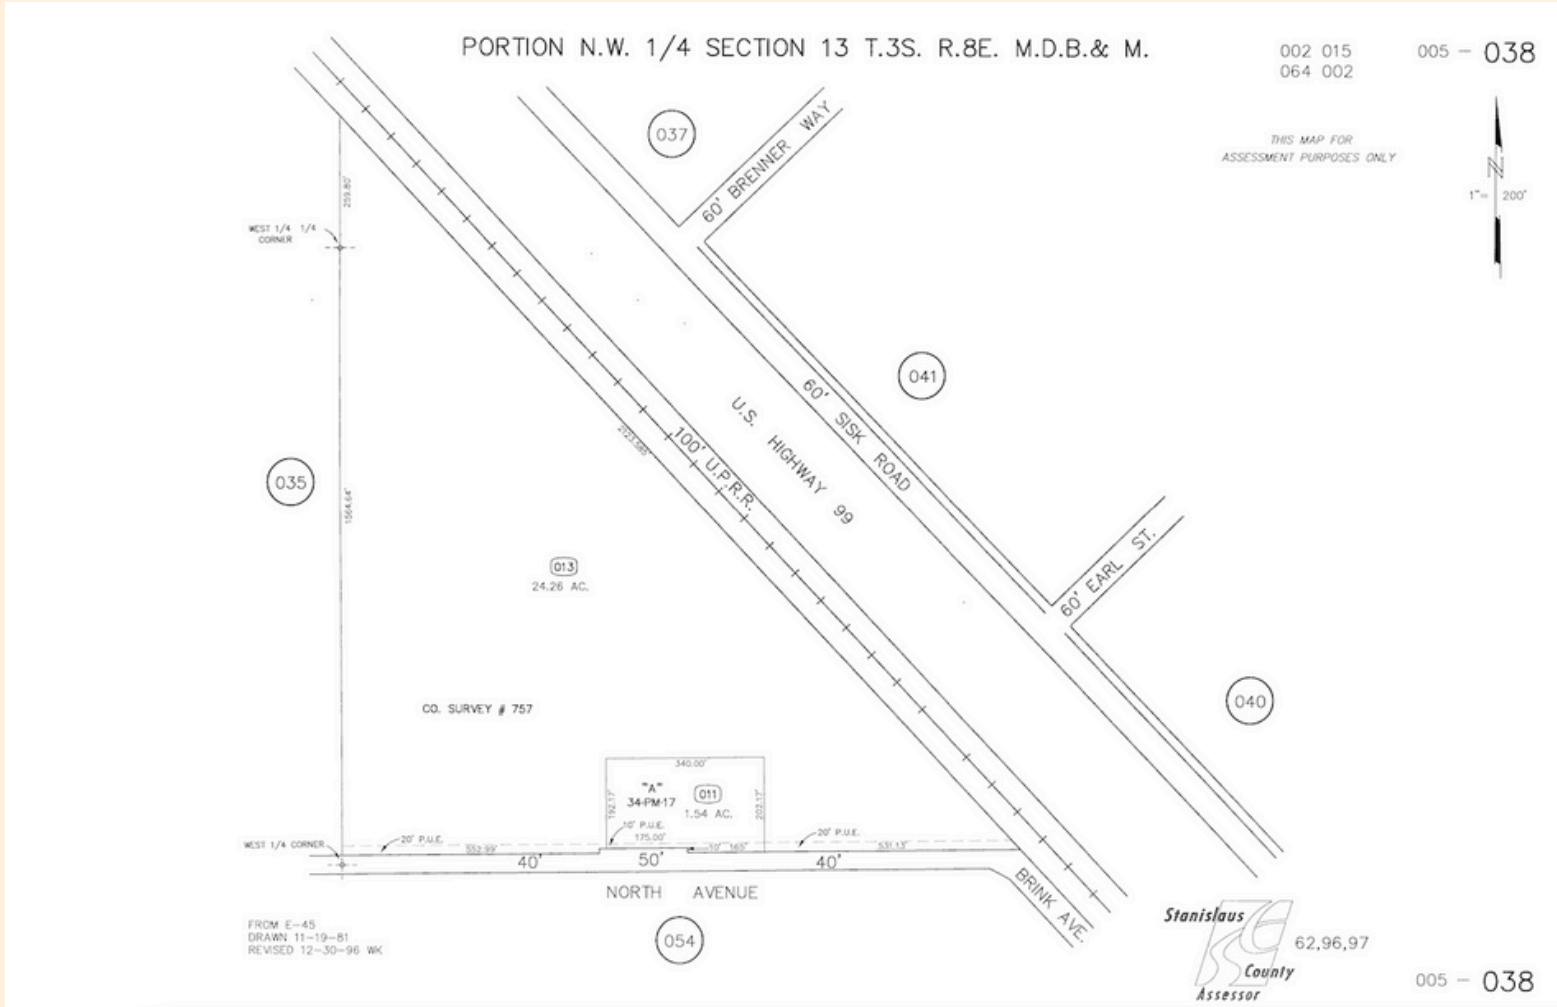 PORTION N.W. 1/4 SECTION 13 T.3S. R.8E. M.D.B.& M.
002 015
064 002
005 - 038
THIS MAP FOR
ASSESSMENT PURPOSES ONLY
N
1"= 200'
037
60' BRENNER WAY
259.80'
WEST 1/4 1/4
CORNER
041
60' SISK ROAD
U.S. HIGHWAY 99
100' U.P.R.R.
2123.585'
035
1564.64'
60' EARL ST.
013
24.26 AC.
040
CO. SURVEY # 757
340.00'
"A"
34-PM-17
011
1.54 AC.
192.17'
202.17'
10' P.U.E.
175.00'
10' 165'
20' P.U.E.
20' P.U.E.
WEST 1/4 CORNER
552.99'
531.13'
40'
50'
40'
NORTH AVENUE
BRINK AVE.
054
FROM E-45
DRAWN 11-19-81
REVISED 12-30-96 WK
Stanislaus
County
Assessor
62,96,97
005 - 038